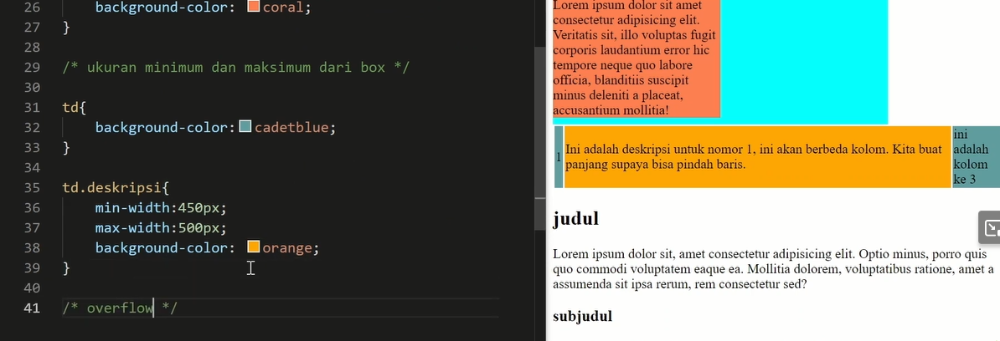 26 background-color: coral;
27 }
28
29 /* ukuran minimum dan maksimum dari box */
30
31 td{
32 background-color: cadetblue;
33 }
34
35 td.deskripsi{
36 min-width:450px;
37 max-width:500px;
38 background-color: orange;
39 }
40
41 /* overflow */
Lorem ipsum dolor sit amet
consectetur adipisicing elit.
Veritatis sit, illo voluptas fugit
corporis laudantium error hic
tempore neque quo labore
officia, blanditiis suscipit
minus deleniti a placeat,
accusantium mollitia!
1
Ini adalah deskripsi untuk nomor 1, ini akan berbeda kolom. Kita buat
panjang supaya bisa pindah baris.
ini
adalah
kolom
ke 3
judul
Lorem ipsum dolor sit, amet consectetur adipisicing elit. Optio minus, porro quis
quo commodi voluptatem eaque ea. Mollitia dolorem, voluptatibus ratione, amet a
assumenda sit ipsa rerum, rem consectetur sed?
subjudul